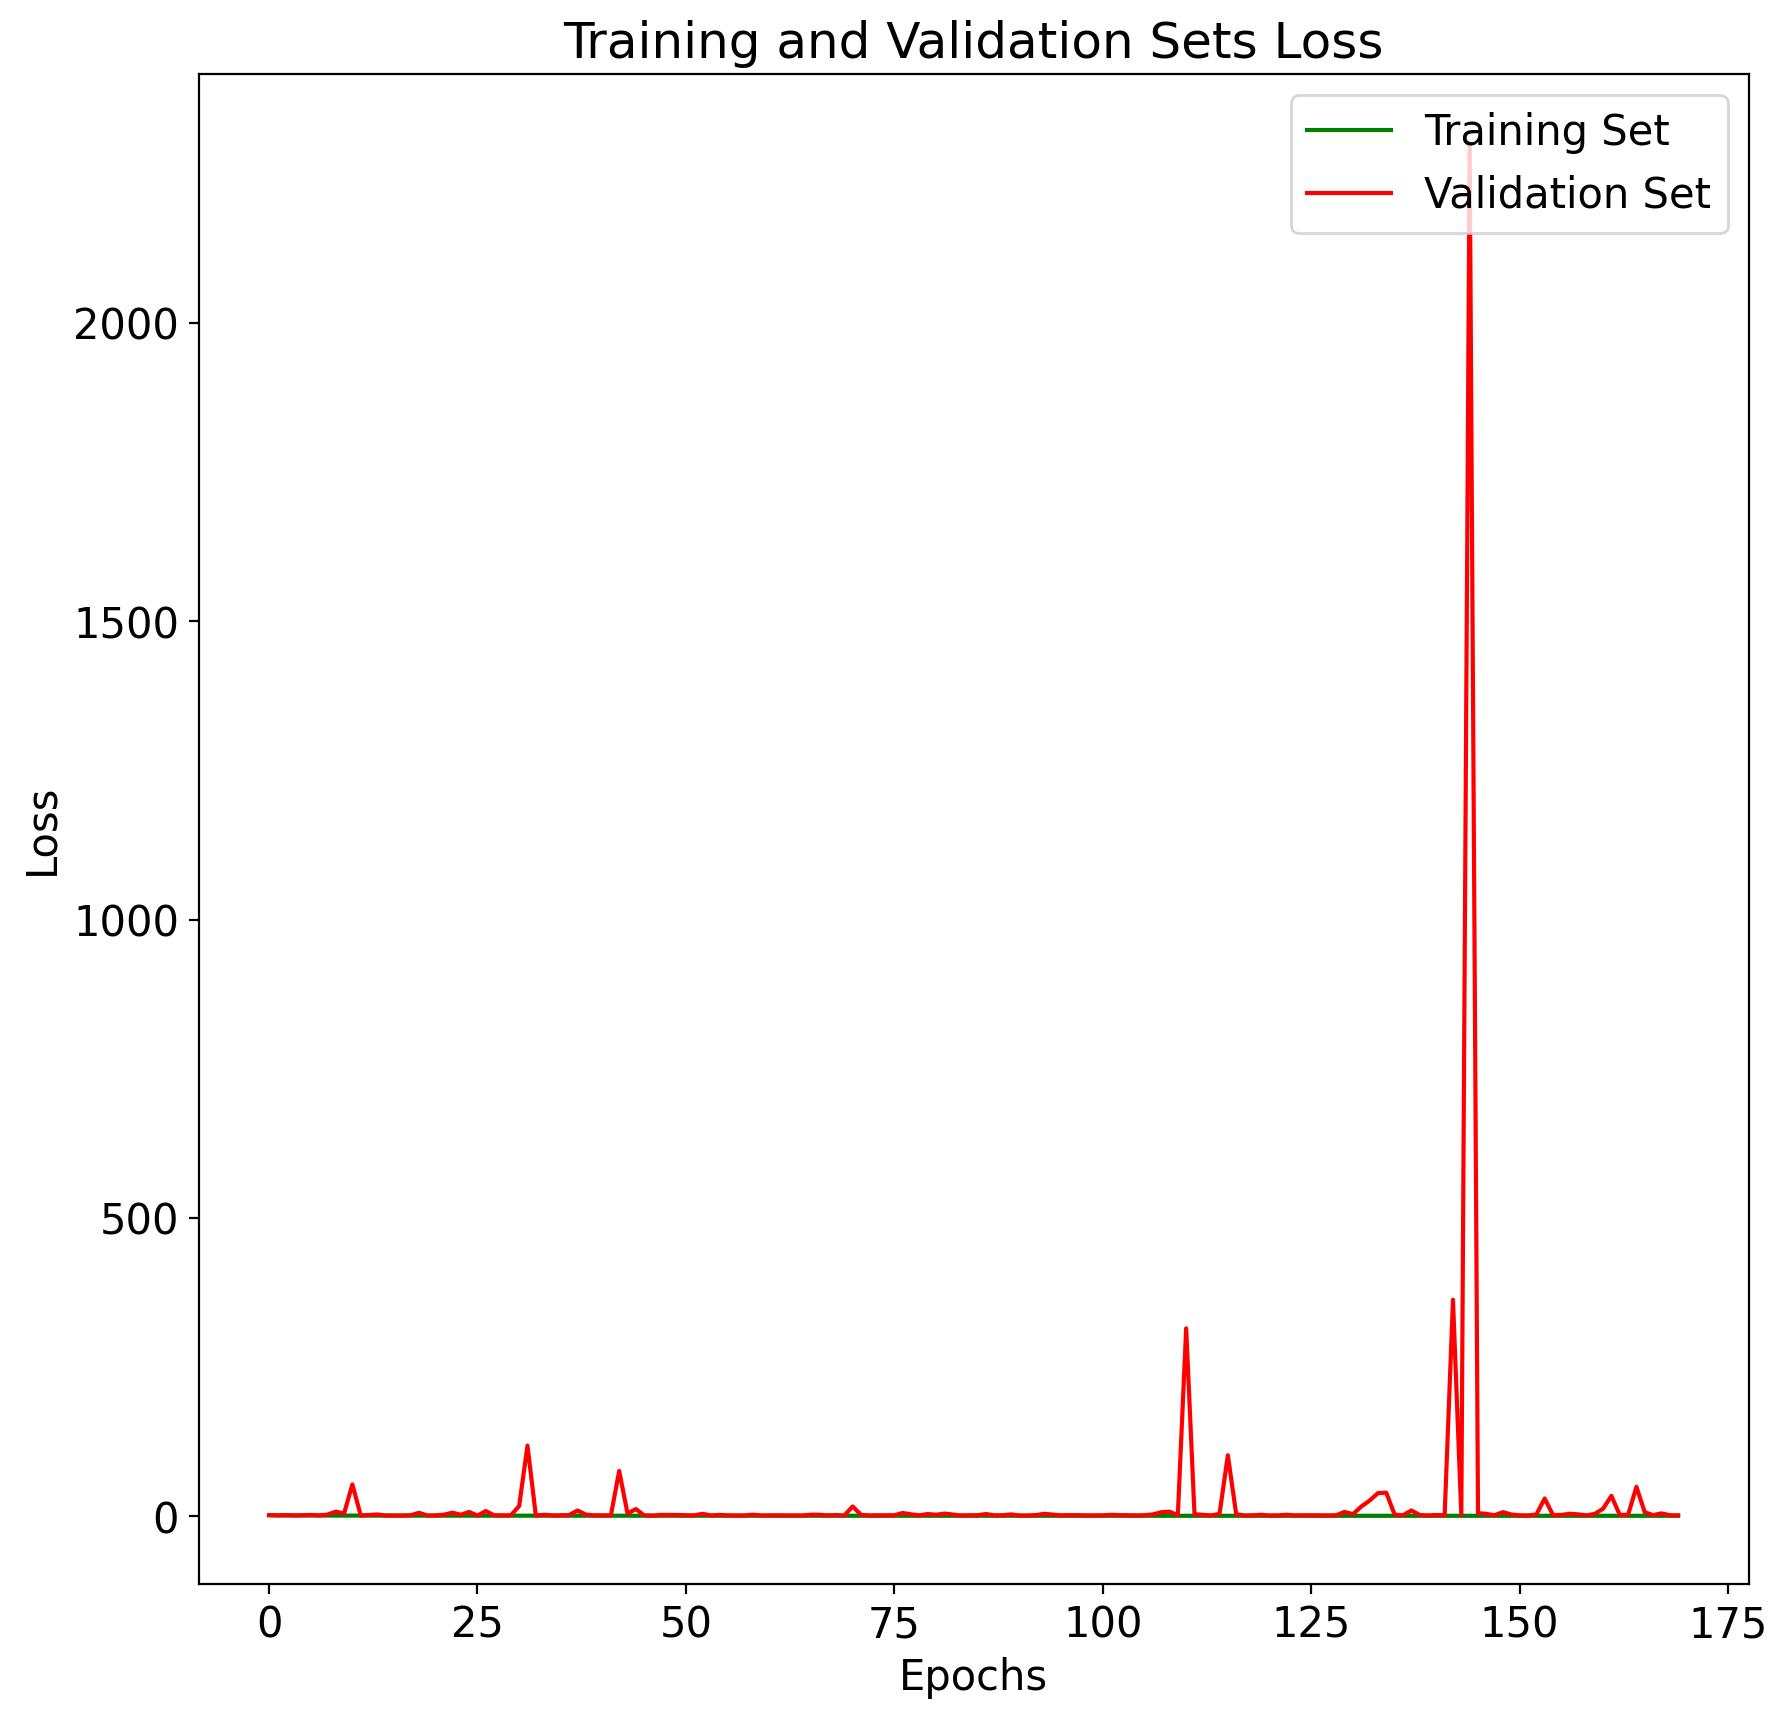 Training and Validation Sets Loss
Training Set
Validation Set
Loss
2000
1500
1000
500
0
0 25 50 75 100 125 150 175
Epochs